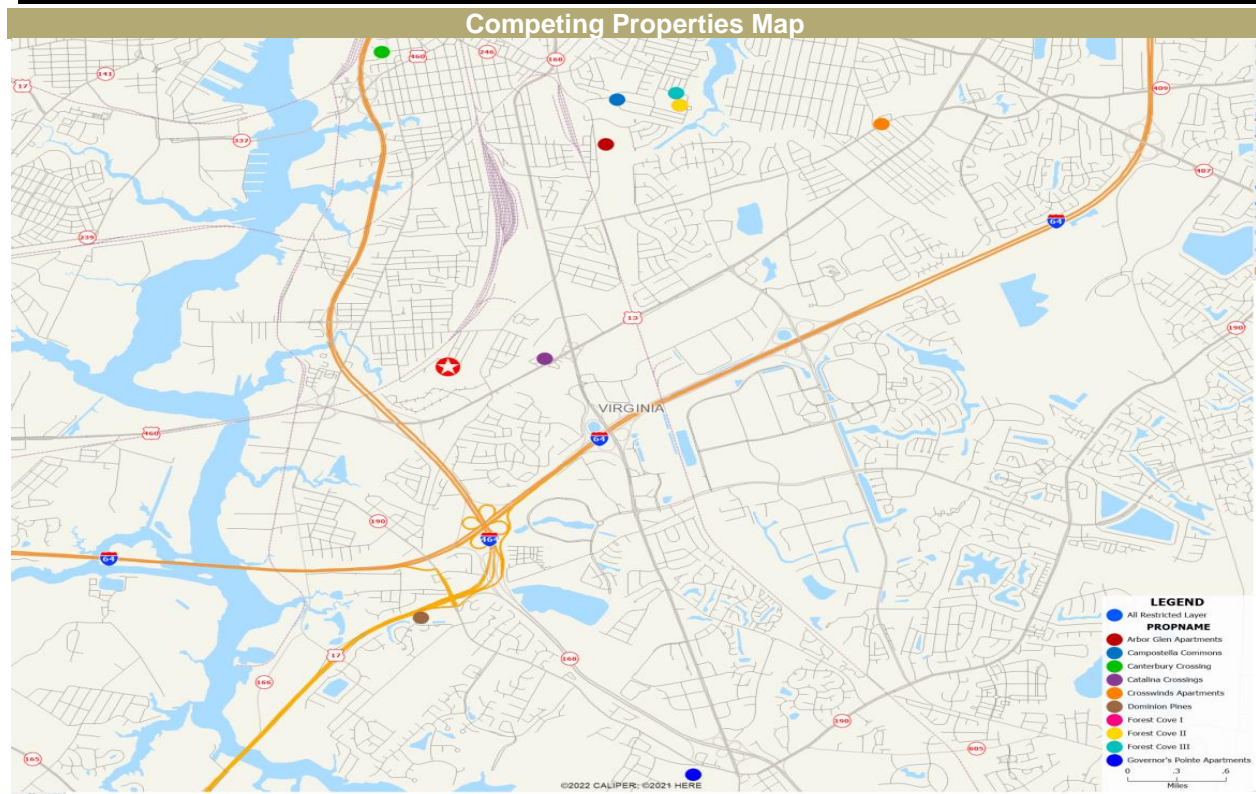 Competing Properties Map
460
246
168
17
141
409
337
407
64
239
13
190
VIRGINIA
460
64
190
464
64
LEGEND
All Restricted Layer
PROPNAME
Arbor Glen Apartments
Campostella Commons
Canterbury Crossing
Catalina Crossings
Crosswinds Apartments
Dominion Pines
Forest Cove I
Forest Cove II
Forest Cove III
Governor's Pointe Apartments
0 .3 .6
Miles
17
168
166
190
605
165
©2022 CALIPER; ©2021 HERE